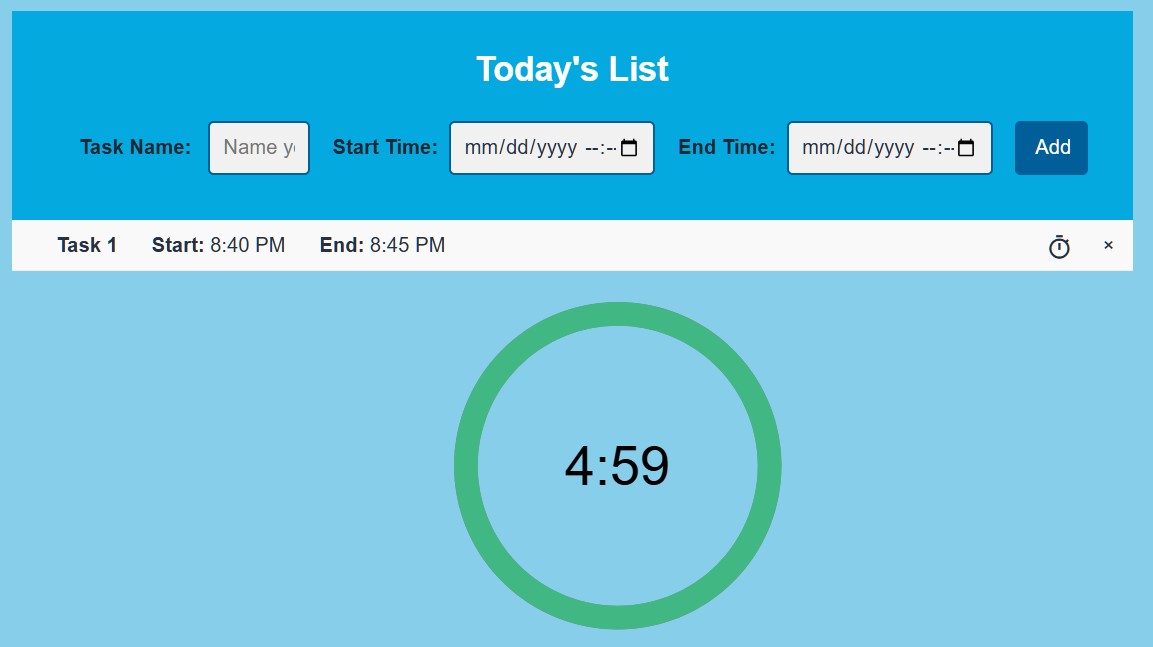 Today's List
Task Name: Name y Start Time: mm/dd/yyyy --:-- End Time: mm/dd/yyyy --:-- Add
Task 1 Start: 8:40 PM End: 8:45 PM ×
4:59